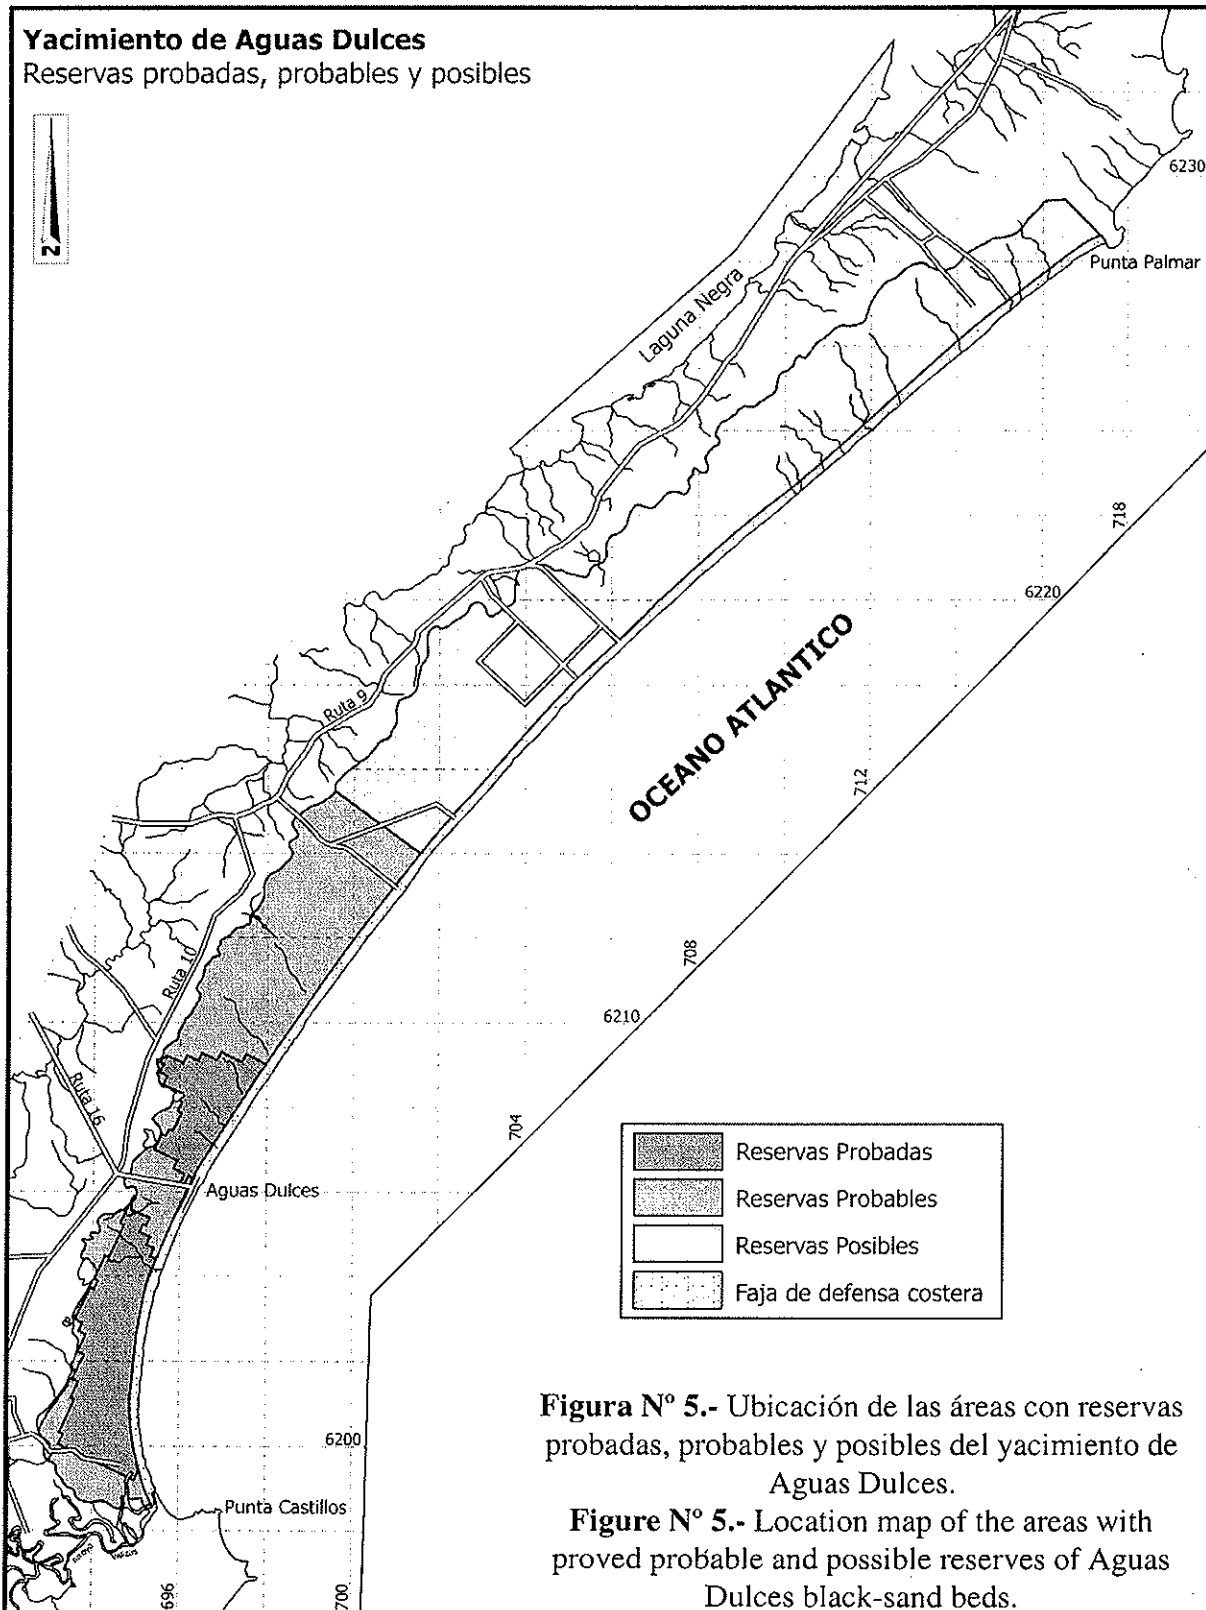 Yacimiento de Aguas Dulces
Reservas probadas, probables y posibles
N
6230
Punta Palmar
Laguna Negra
718
6220
OCEANO ATLANTICO
Ruta 9
712
708
Ruta 10
6210
Ruta 16
704
Aguas Dulces
Reservas Probadas
Reservas Probables
Reservas Posibles
Faja de defensa costera
6200
Punta Castillos
696
700
Figura Nº 5.- Ubicación de las áreas con reservas
probadas, probables y posibles del yacimiento de
Aguas Dulces.
Figure Nº 5.- Location map of the areas with
proved probable and possible reserves of Aguas
Dulces black-sand beds.